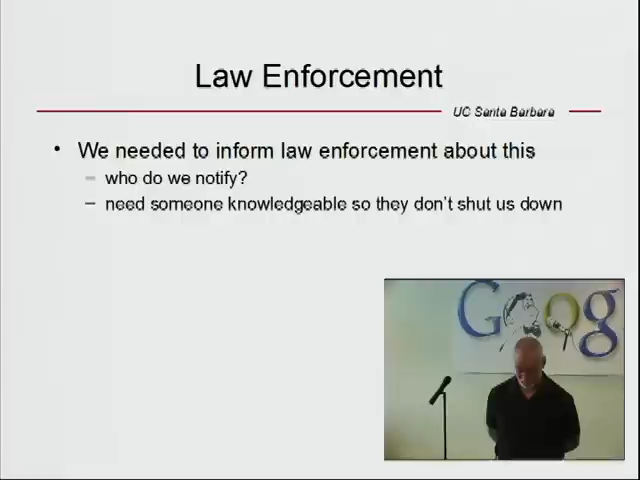 Law Enforcement
UC Santa Barbara
• We needed to inform law enforcement about this
– who do we notify?
– need someone knowledgeable so they don't shut us down
Goog